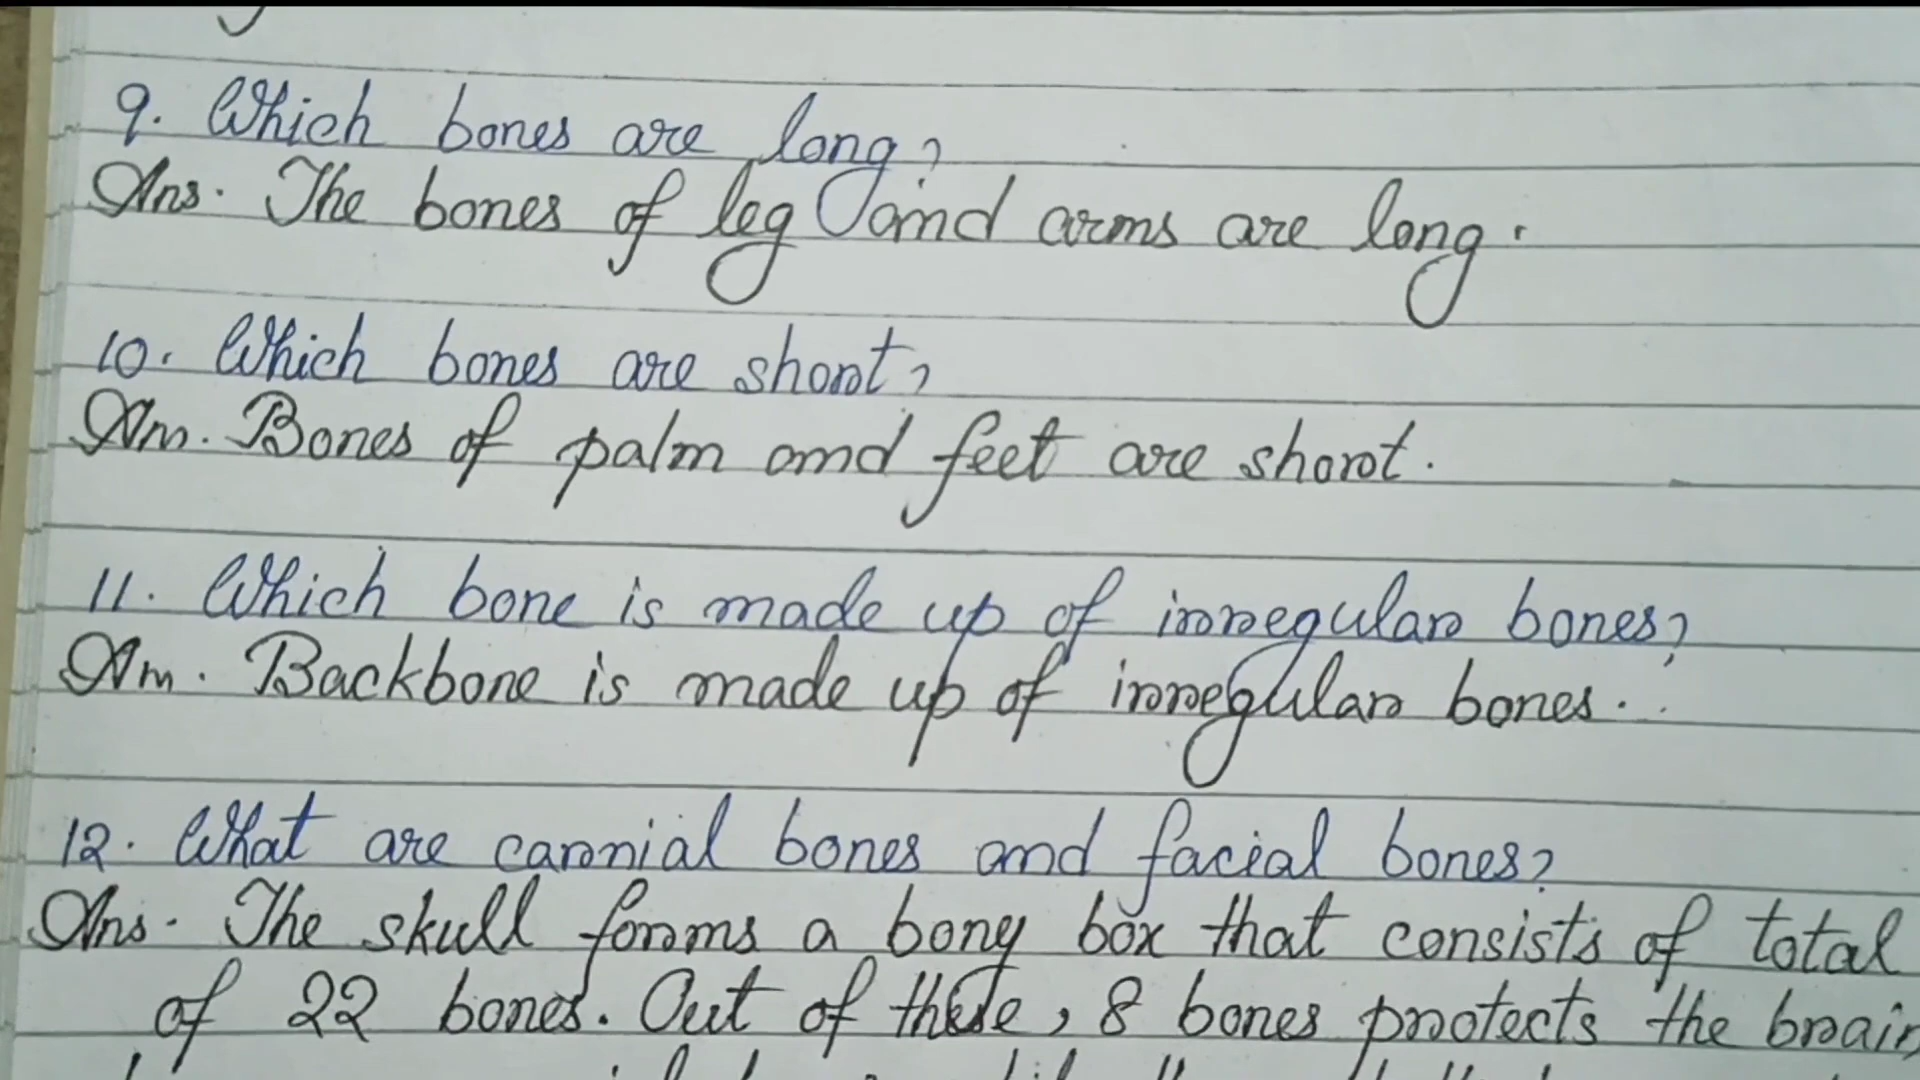 9. Which bones are long?
Ans. The bones of leg and arms are long.
10. Which bones are short?
Ans. Bones of palm and feet are short.
11. Which bone is made up of irregular bones?
Ans. Backbone is made up of irregular bones.
12. What are carnial bones and facial bones?
Ans. The skull forms a bony box that consists of total
of 22 bones. Out of these, 8 bones protects the brain